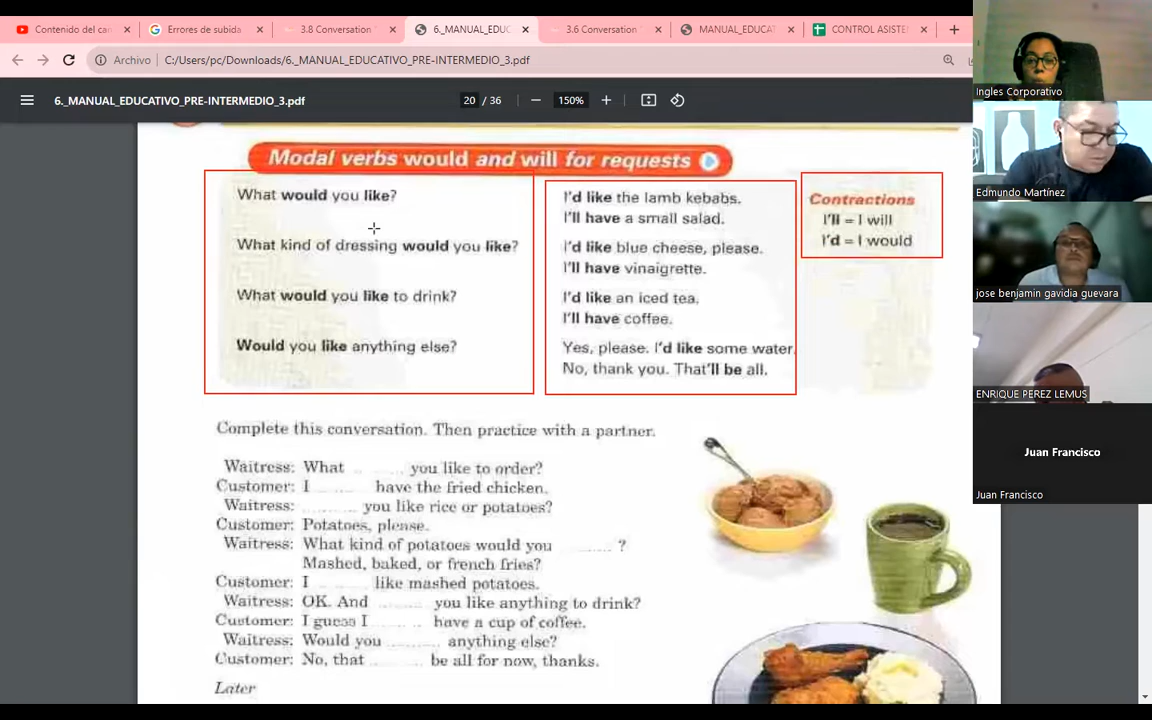 Contenido del car
Errores de subida
3.8 Conversation
6._MANUAL_EDUC
3.6 Conversation
MANUAL_EDUCA
CONTROL ASISTEN
Archivo
C:/Users/pc/Downloads/6._MANUAL_EDUCATIVO_PRE-INTERMEDIO_3.pdf
6_MANUAL_EDUCATIVO_PRE-INTERMEDIO_3.pdf
20 / 36
150%
Modal verbs would and will for requests
What would you like?
What kind of dressing would you like?
What would you like to drink?
Would you like anything else?
I'd like the lamb kebabs.
I'll have a small salad.
I'd like blue cheese, please.
I'll have vinaigrette.
I'd like an iced tea.
I'll have coffee.
Yes, please. I'd like some water.
No, thank you. That'll be all.
Contractions
I'll = I will
I'd = I would
Complete this conversation. Then practice with a partner.
Waitress: What ........ you like to order?
Customer: I ........ have the fried chicken.
Waitress: ........ you like rice or potatoes?
Customer: Potatoes, please.
Waitress: What kind of potatoes would you ........ ?
Mashed, baked, or french fries?
Customer: I ........ like mashed potatoes.
Waitress: OK. And ........ you like anything to drink?
Customer: I guess I ........ have a cup of coffee.
Waitress: Would you ........ anything else?
Customer: No, that ........ be all for now, thanks.
Later
Ingles Corporativo
Edmundo Martínez
jose benjamin gavidia guevara
ENRIQUE PEREZ LEMUS
Juan Francisco
Juan Francisco